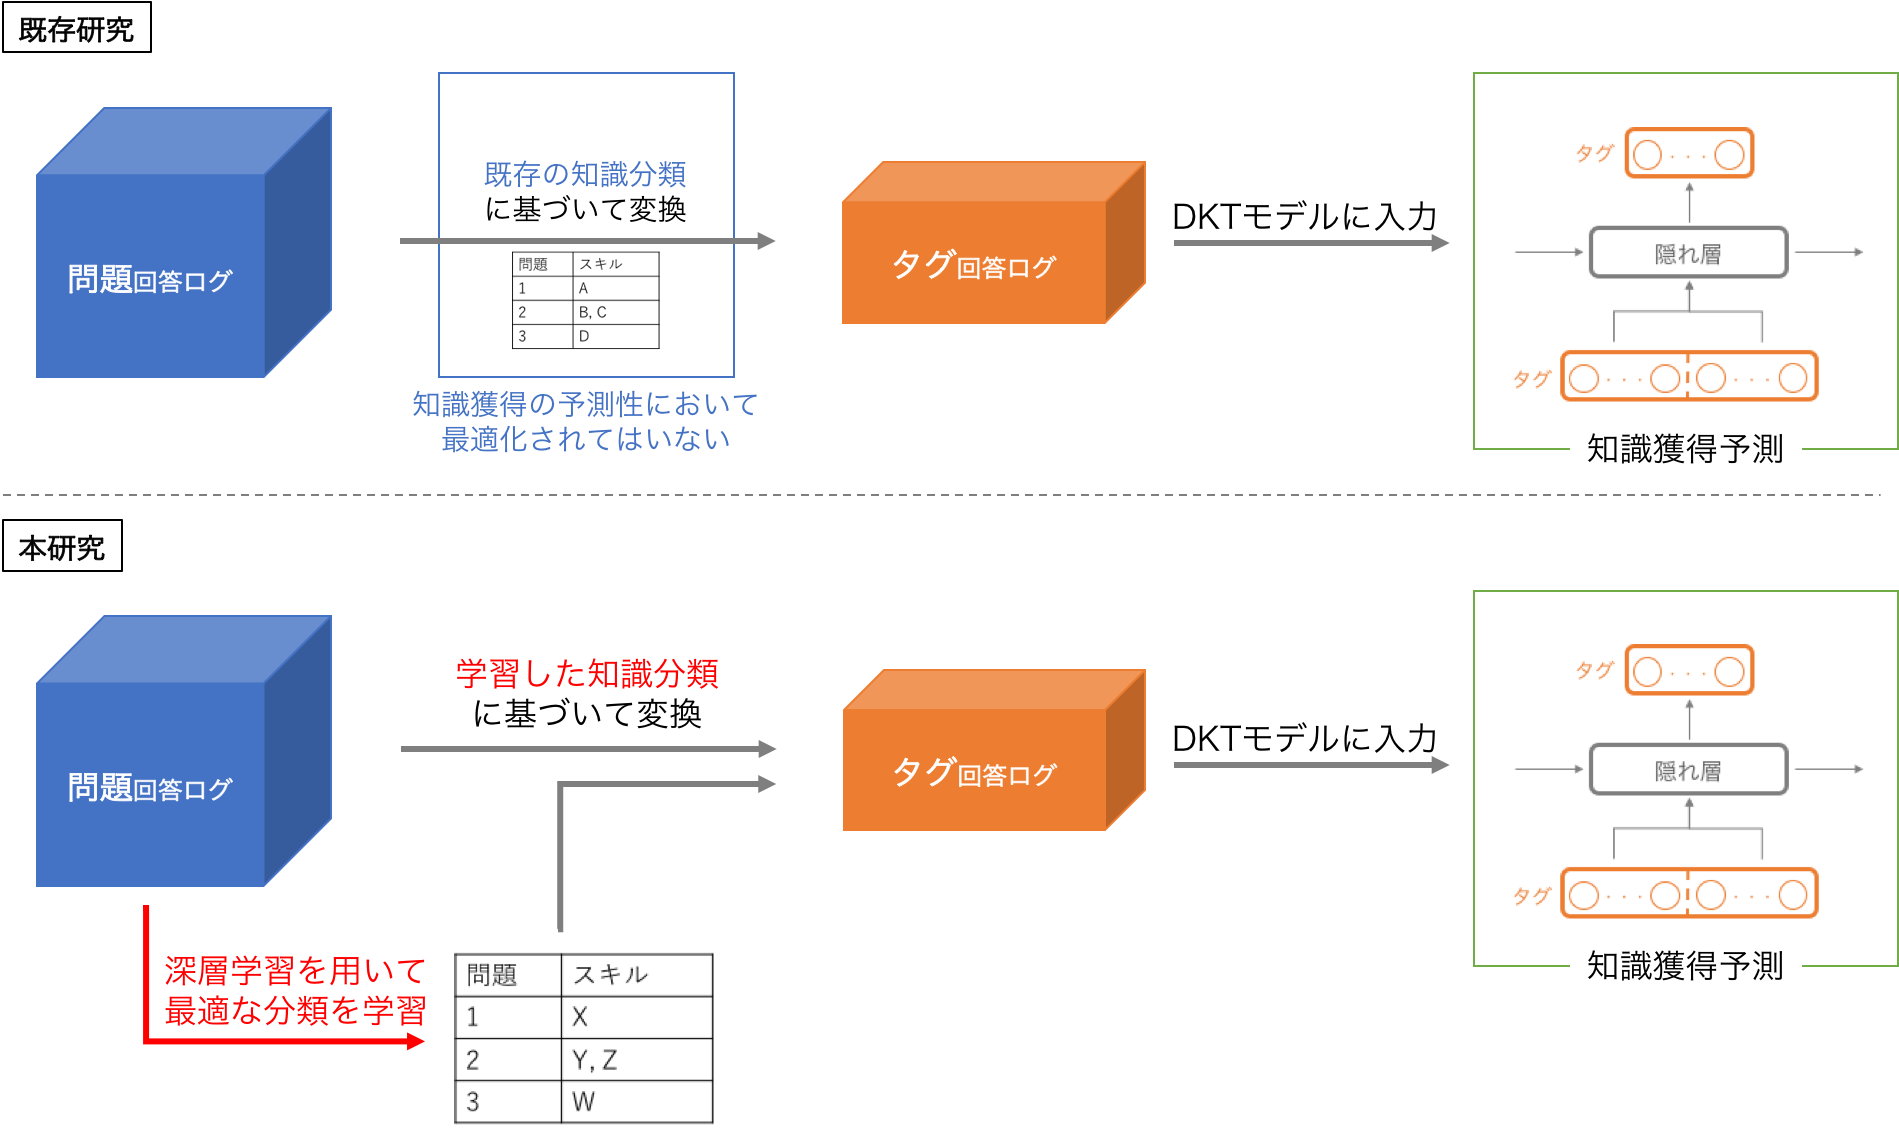 既存研究
問題回答ログ
既存の知識分類
に基づいて変換
問題 スキル
1 A
2 B, C
3 D
知識獲得の予測性において
最適化されてはいない
タグ回答ログ
DKTモデルに入力
タグ
隠れ層
タグ
知識獲得予測
本研究
問題回答ログ
学習した知識分類
に基づいて変換
深層学習を用いて
最適な分類を学習
問題 スキル
1 X
2 Y, Z
3 W
タグ回答ログ
DKTモデルに入力
タグ
隠れ層
タグ
知識獲得予測